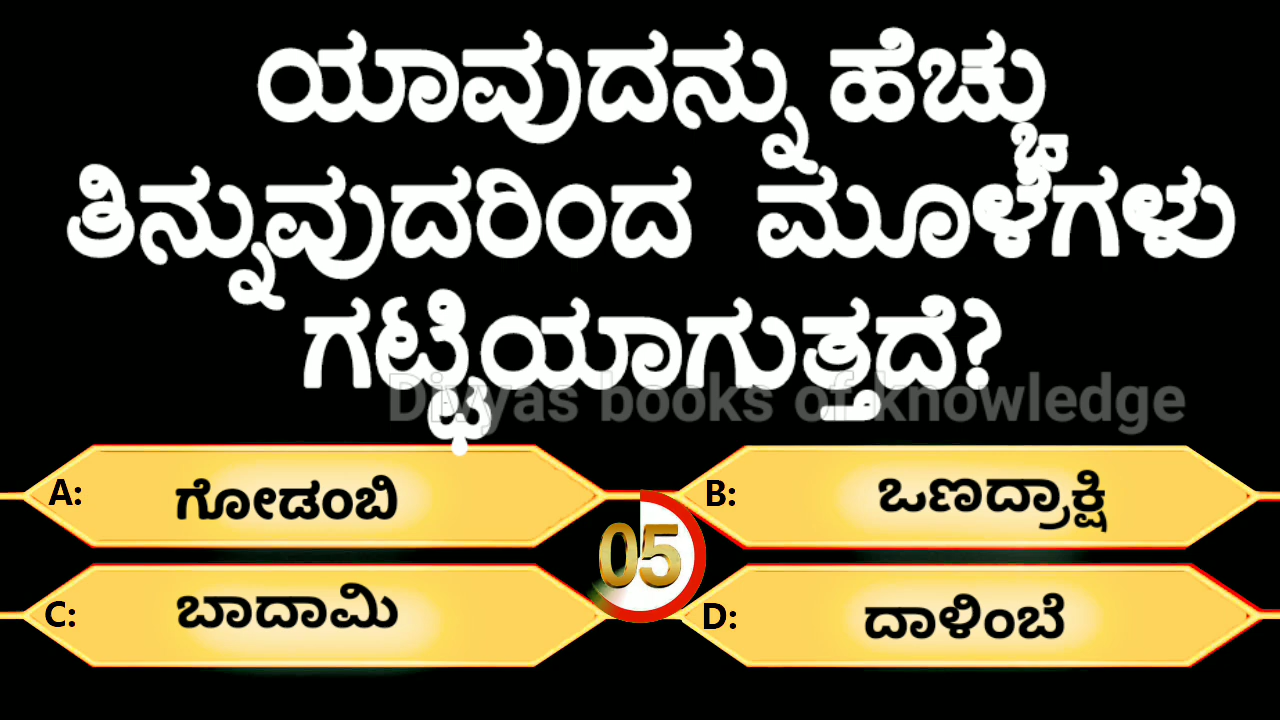 ಯಾವುದನ್ನು ಹೆಚ್ಚು
ತಿನ್ನುವುದರಿಂದ ಮೂಳೆಗಳು
ಗಟ್ಟಿಯಾಗುತ್ತದೆ?
Divyas books of knowledge
A: ಗೋಡಂಬಿ
B: ಒಣದ್ರಾಕ್ಷಿ
05
C: ಬಾದಾಮಿ
D: ದಾಳಿಂಬೆ